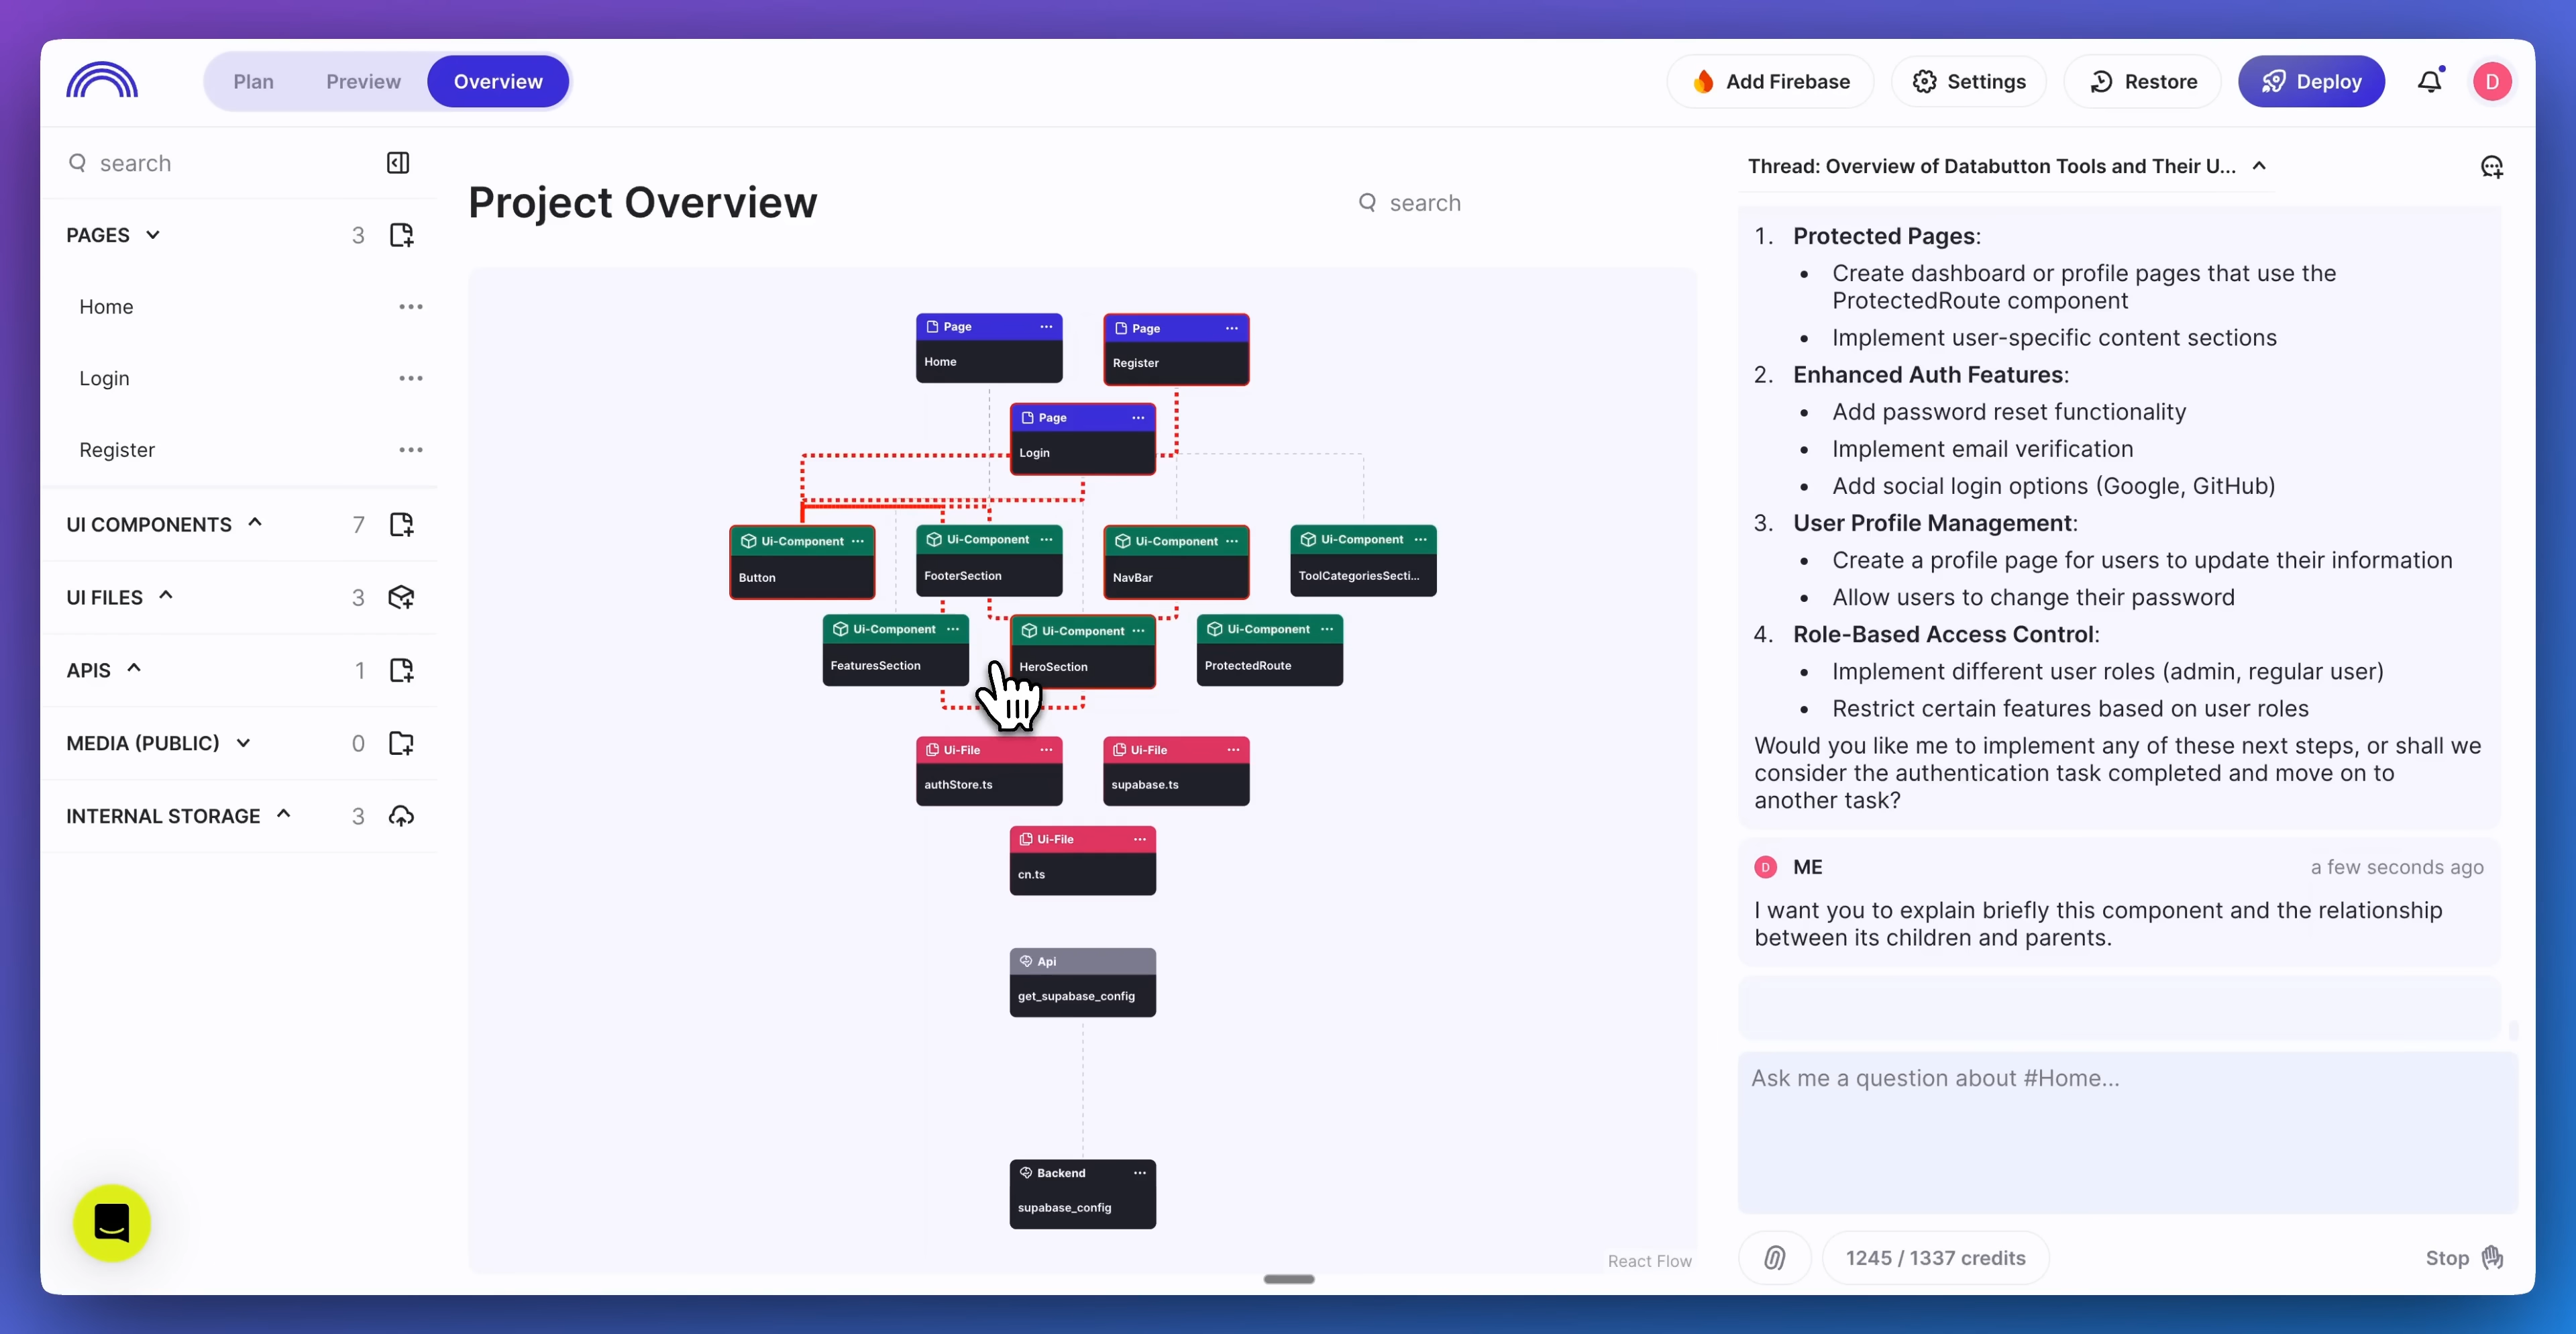 Plan
Preview
Overview
Add Firebase
Settings
Restore
Deploy
D
search
PAGES
3
Home
Login
Register
UI COMPONENTS
7
UI FILES
3
APIS
1
MEDIA (PUBLIC)
0
INTERNAL STORAGE
3
Project Overview
search
Page
Home
Page
Register
Page
Login
Ui-Component
Button
Ui-Component
FooterSection
Ui-Component
NavBar
Ui-Component
ToolCategoriesSecti...
Ui-Component
FeaturesSection
Ui-Component
HeroSection
Ui-Component
ProtectedRoute
Ui-File
authStore.ts
Ui-File
supabase.ts
Ui-File
cn.ts
Api
get_supabase_config
Backend
supabase_config
React Flow
Thread: Overview of Databutton Tools and Their U...
1. Protected Pages:
• Create dashboard or profile pages that use the
ProtectedRoute component
• Implement user-specific content sections
2. Enhanced Auth Features:
• Add password reset functionality
• Implement email verification
• Add social login options (Google, GitHub)
3. User Profile Management:
• Create a profile page for users to update their information
• Allow users to change their password
4. Role-Based Access Control:
• Implement different user roles (admin, regular user)
• Restrict certain features based on user roles
Would you like me to implement any of these next steps, or shall we
consider the authentication task completed and move on to
another task?
D
ME
a few seconds ago
I want you to explain briefly this component and the relationship
between its children and parents.
Ask me a question about #Home...
1245 / 1337 credits
Stop